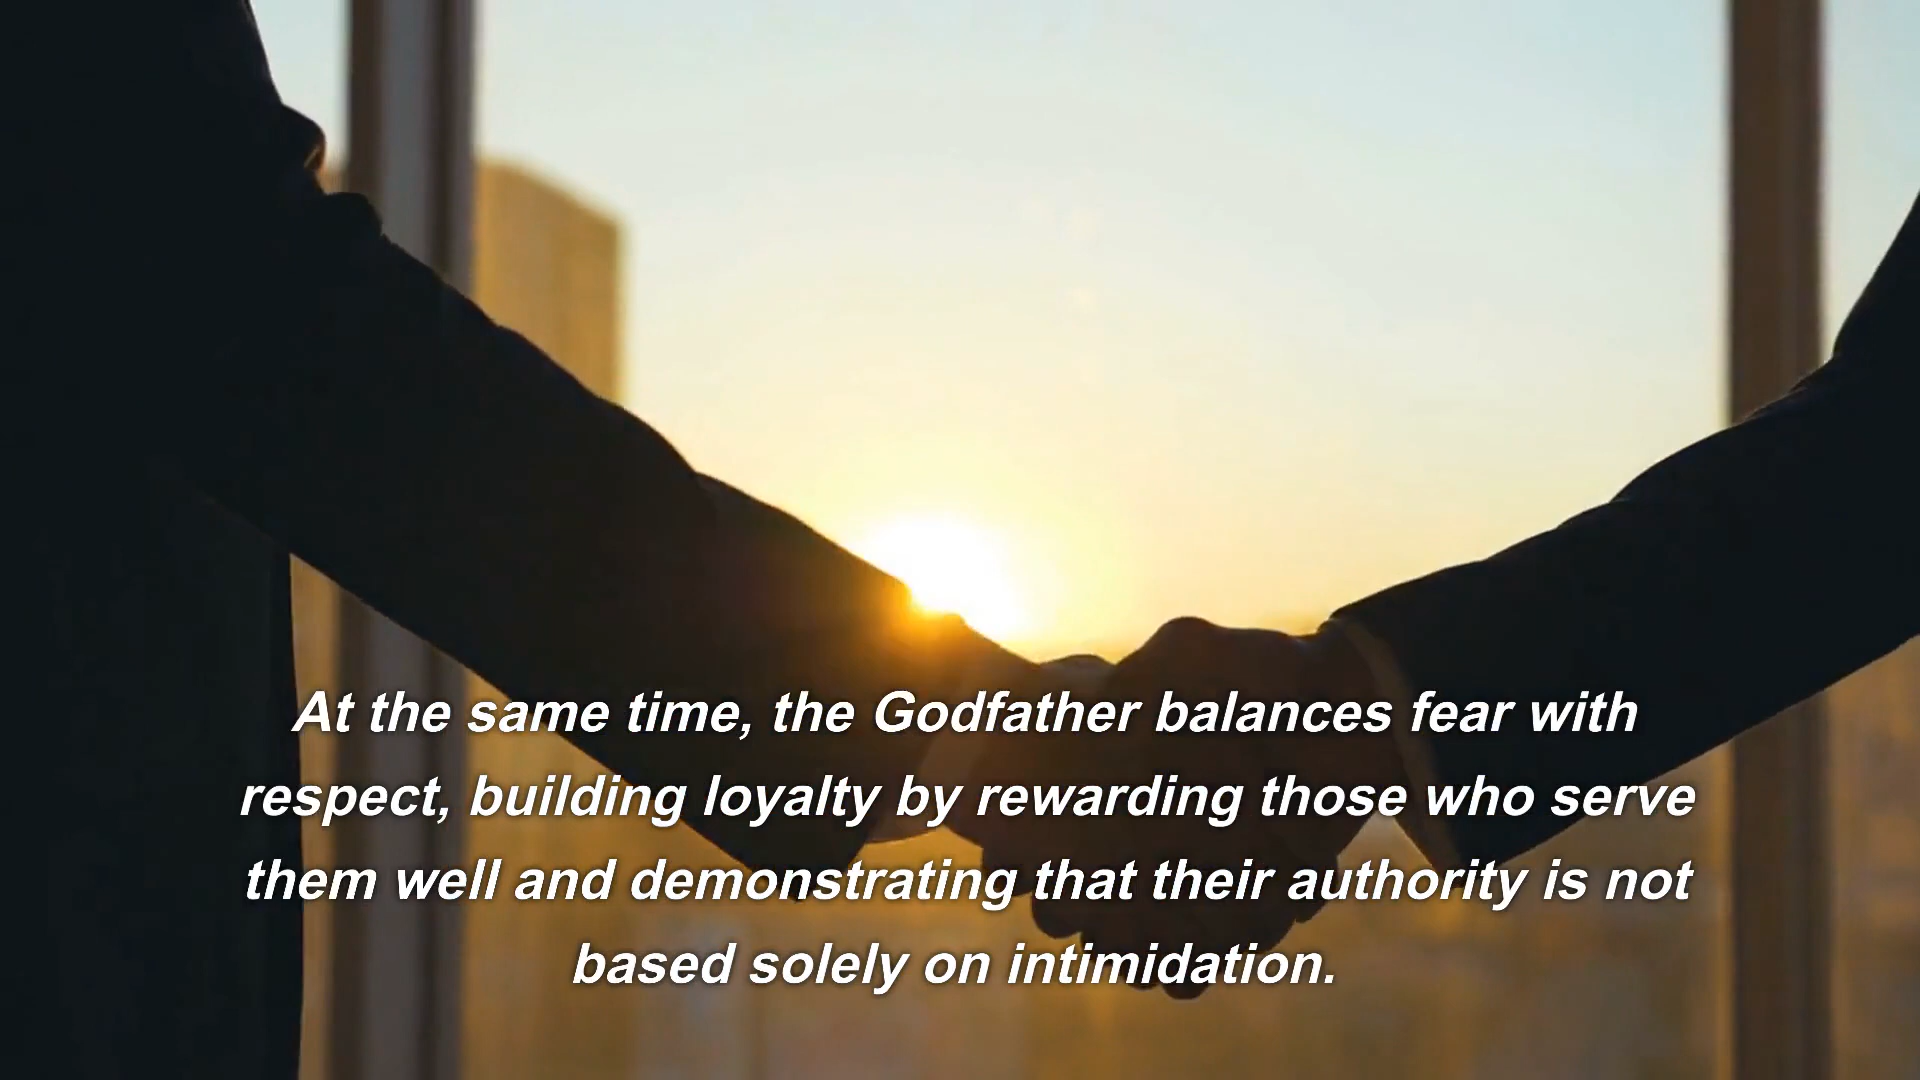 At the same time, the Godfather balances fear with
respect, building loyalty by rewarding those who serve
them well and demonstrating that their authority is not
based solely on intimidation.